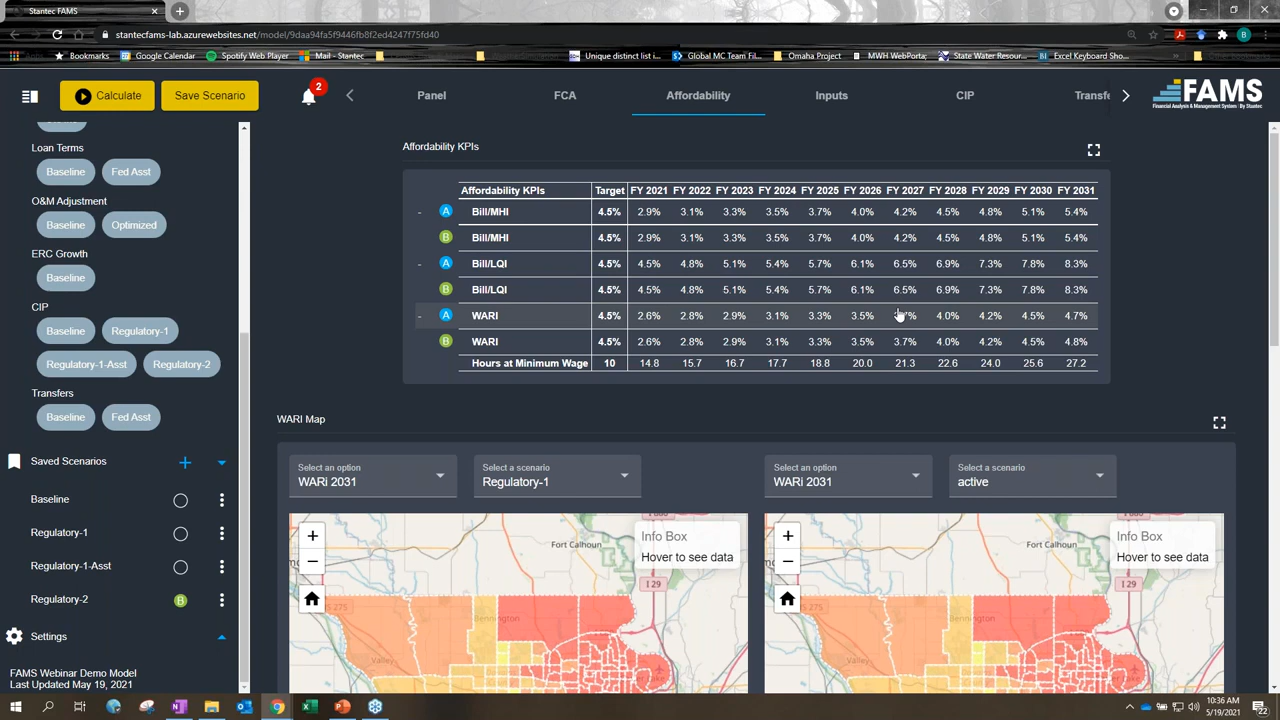 Stantec FAMS
stantecfams-lab.azurewebsites.net/model/9daa94fa5f9446fb8f2ed4247f75fd40
Bookmarks
Google Calendar
Spotify Web Player
Mail - Stantec
Unique distinct list i...
Global MC Team Fil...
Omaha Project
MWH WebPorta...
State Water Resour...
Excel Keyboard Sho...
Calculate
Save Scenario
2
Panel
FCA
Affordability
Inputs
CIP
Transfe
FAMS
Financial Analysis & Management System | By Stantec
Loan Terms
Baseline Fed Asst
O&M Adjustment
Baseline Optimized
ERC Growth
Baseline
CIP
Baseline Regulatory-1
Regulatory-1-Asst Regulatory-2
Transfers
Baseline Fed Asst
Saved Scenarios
Baseline
Regulatory-1
Regulatory-1-Asst
Regulatory-2 B
Settings
FAMS Webinar Demo Model
Last Updated May 19, 2021
Affordability KPIs
Affordability KPIs Target FY 2021 FY 2022 FY 2023 FY 2024 FY 2025 FY 2026 FY 2027 FY 2028 FY 2029 FY 2030 FY 2031
- A Bill/MHI 4.5% 2.9% 3.1% 3.3% 3.5% 3.7% 4.0% 4.2% 4.5% 4.8% 5.1% 5.4%
B Bill/MHI 4.5% 2.9% 3.1% 3.3% 3.5% 3.7% 4.0% 4.2% 4.5% 4.8% 5.1% 5.4%
- A Bill/LQI 4.5% 4.5% 4.8% 5.1% 5.4% 5.7% 6.1% 6.5% 6.9% 7.3% 7.8% 8.3%
B Bill/LQI 4.5% 4.5% 4.8% 5.1% 5.4% 5.7% 6.1% 6.5% 6.9% 7.3% 7.8% 8.3%
- A WARI 4.5% 2.6% 2.8% 2.9% 3.1% 3.3% 3.5% 4.0% 4.2% 4.5% 4.7%
B WARI 4.5% 2.6% 2.8% 2.9% 3.1% 3.3% 3.5% 3.7% 4.0% 4.2% 4.5% 4.8%
Hours at Minimum Wage 10 14.8 15.7 16.7 17.7 18.8 20.0 21.3 22.6 24.0 25.6 27.2
WARI Map
Select an option
WARi 2031
Select a scenario
Regulatory-1
Select an option
WARi 2031
Select a scenario
active
+
−
Info Box
Hover to see data
Fort Calhoun
I 29
US 275
Bennington
Valley
+
−
Info Box
Hover to see data
Fort Calhoun
I 29
275
Bennington
Valley
10:36 AM
5/19/2021
22